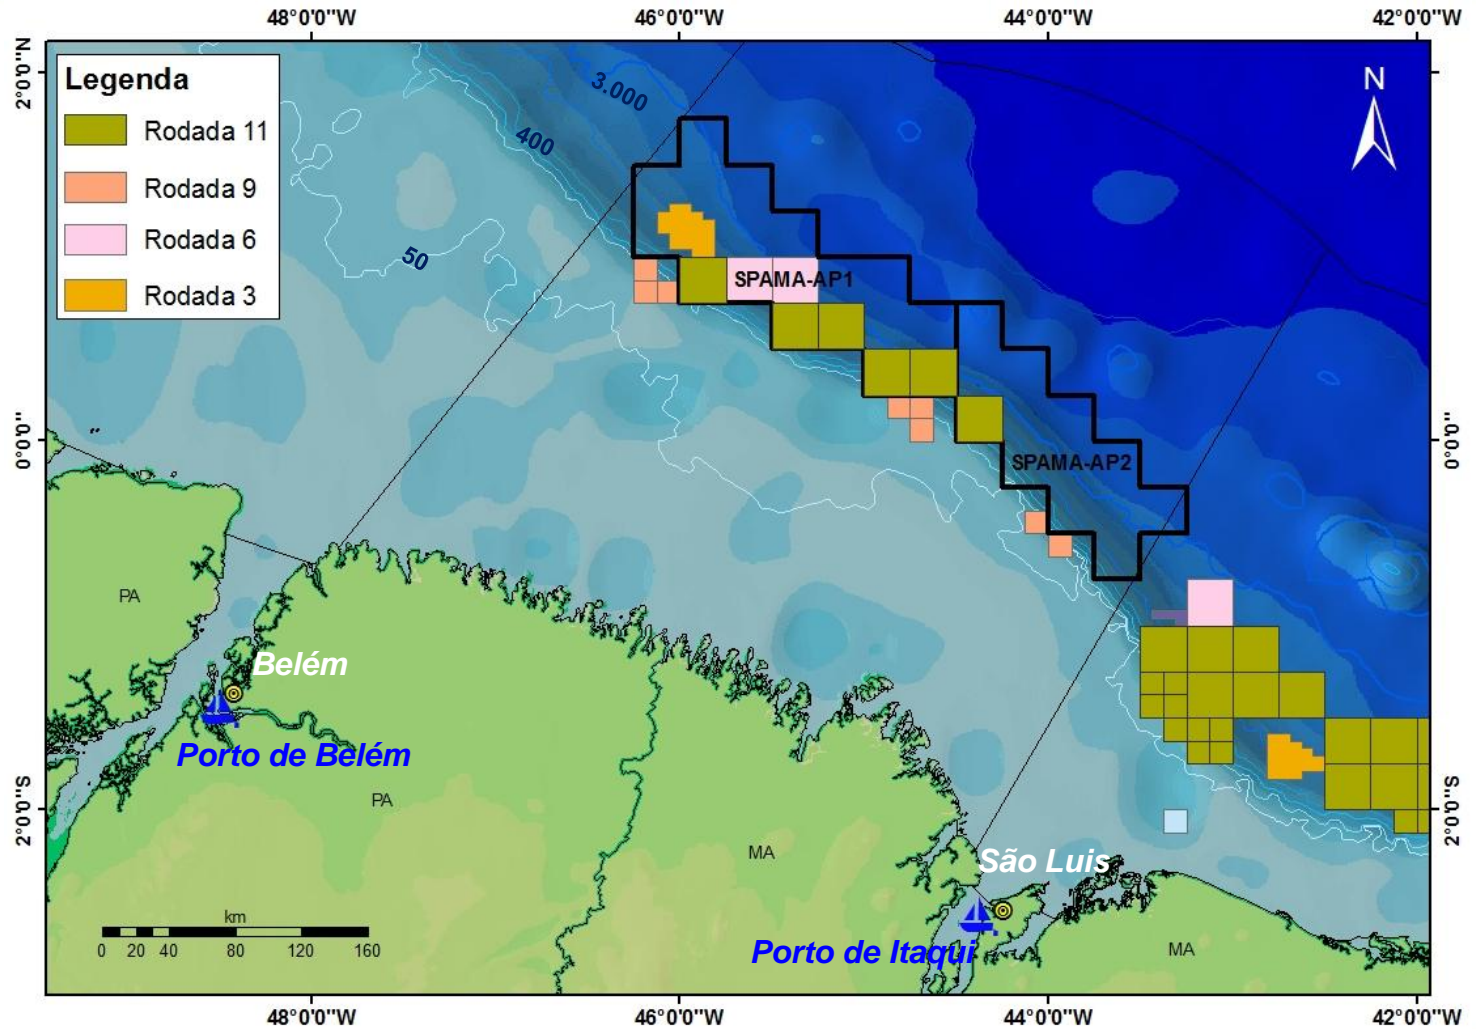 48°0'0"W
46°0'0"W
44°0'0"W
42°0'0"W
2°0'0"N
Legenda
Rodada 11
Rodada 9
Rodada 6
Rodada 3
3.000
400
50
N
SPAMA-AP1
0°0'0"
0°0'0"
SPAMA-AP2
PA
Belém
Porto de Belém
PA
MA
2°0'0"S
2°0'0"S
São Luis
Porto de Itaqui
MA
km
0 20 40 80 120 160
48°0'0"W
46°0'0"W
44°0'0"W
42°0'0"W